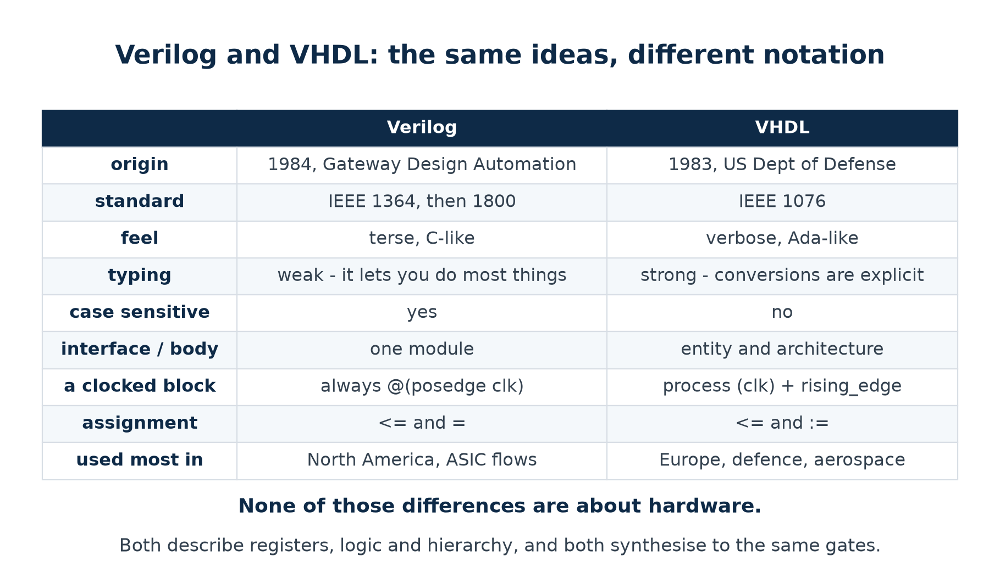 Verilog and VHDL: the same ideas, different notation
Verilog VHDL
origin 1984, Gateway Design Automation 1983, US Dept of Defense
standard IEEE 1364, then 1800 IEEE 1076
feel terse, C-like verbose, Ada-like
typing weak - it lets you do most things strong - conversions are explicit
case sensitive yes no
interface / body one module entity and architecture
a clocked block always @(posedge clk) process (clk) + rising_edge
assignment <= and = <= and :=
used most in North America, ASIC flows Europe, defence, aerospace
None of those differences are about hardware.
Both describe registers, logic and hierarchy, and both synthesise to the same gates.